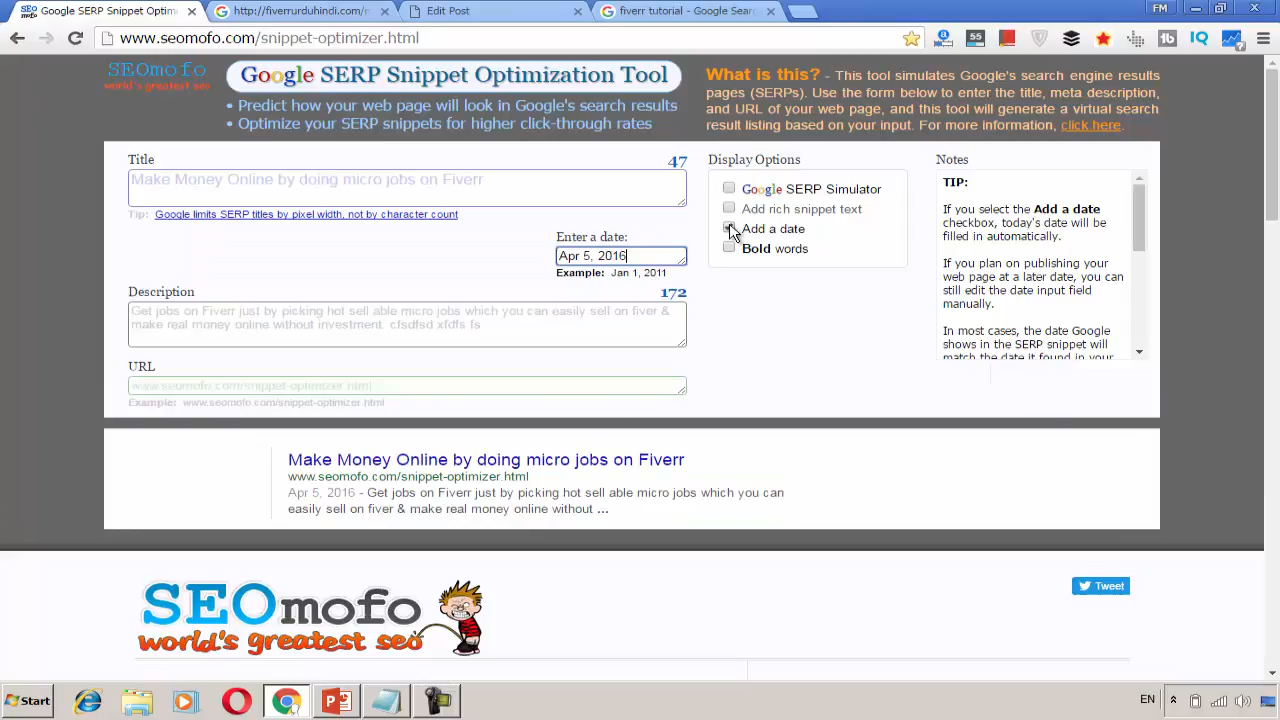 Google SERP Snippet Optim
http://fiverrurduhindi.com/r
Edit Post
fiverr tutorial - Google Sear
FM
www.seomofo.com/snippet-optimizer.html
55
IQ
SEOmofo
world's greatest seo
Google SERP Snippet Optimization Tool
• Predict how your web page will look in Google's search results
• Optimize your SERP snippets for higher click-through rates
What is this? - This tool simulates Google's search engine results
pages (SERPs). Use the form below to enter the title, meta description,
and URL of your web page, and this tool will generate a virtual search
result listing based on your input. For more information, click here.
Title
47
Make Money Online by doing micro jobs on Fiverr
Tip: Google limits SERP titles by pixel width, not by character count
Enter a date:
Apr 5, 2016
Example: Jan 1, 2011
Description
172
Get jobs on Fiverr just by picking hot sell able micro jobs which you can easily sell on fiver &
make real money online without investment. cfsdfsd xfdfs fs
URL
www.seomofo.com/snippet-optimizer.html
Example: www.seomofo.com/snippet-optimizer.html
Display Options
Google SERP Simulator
Add rich snippet text
Add a date
Bold words
Notes
TIP:
If you select the Add a date
checkbox, today's date will be
filled in automatically.
If you plan on publishing your
web page at a later date, you can
still edit the date input field
manually.
In most cases, the date Google
shows in the SERP snippet will
match the date it found in your
Make Money Online by doing micro jobs on Fiverr
www.seomofo.com/snippet-optimizer.html
Apr 5, 2016 - Get jobs on Fiverr just by picking hot sell able micro jobs which you can
easily sell on fiver & make real money online without ...
SEOmofo
world's greatest seo
Tweet
Start
EN